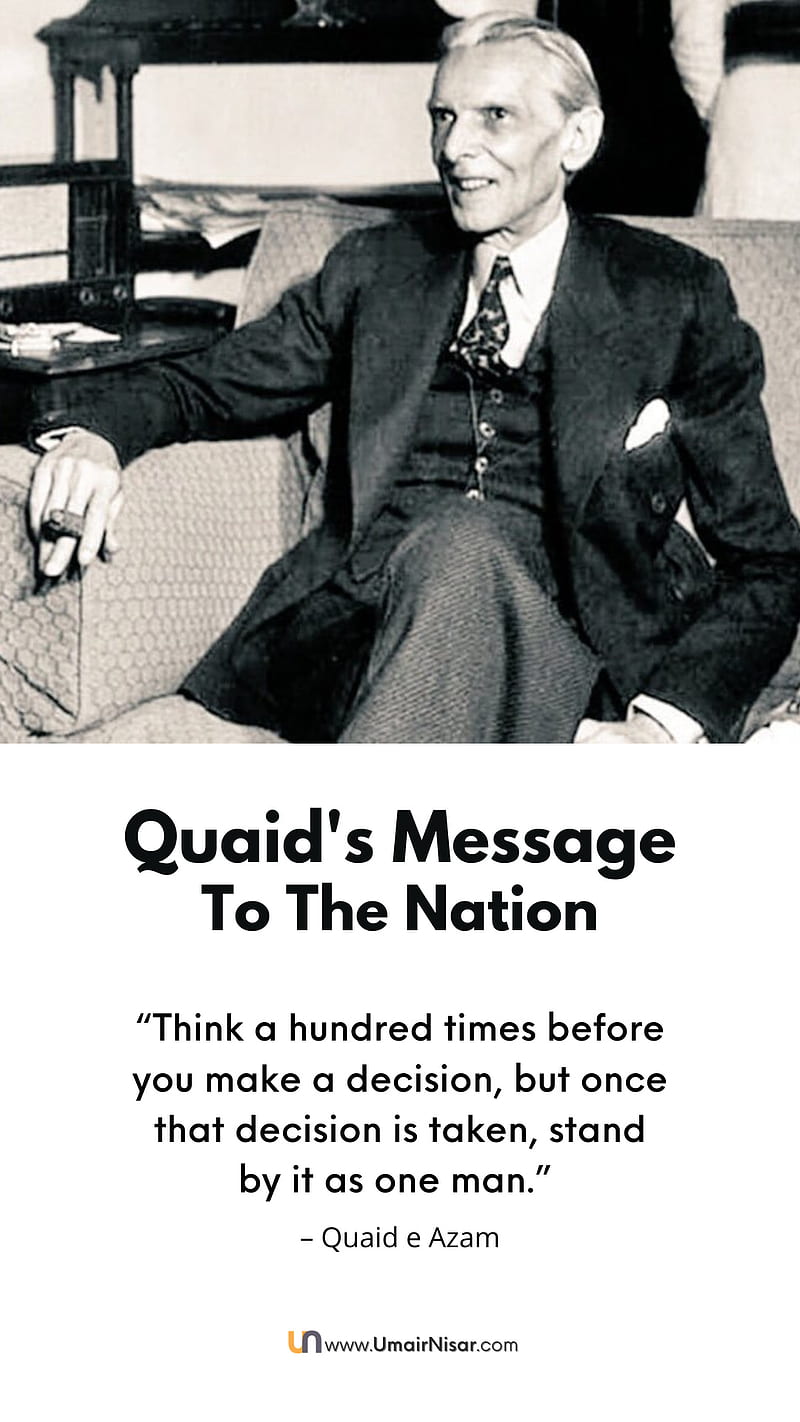 Quaid's Message
To The Nation
“Think a hundred times before
you make a decision, but once
that decision is taken, stand
by it as one man.”
– Quaid e Azam
un www.UmairNisar.com